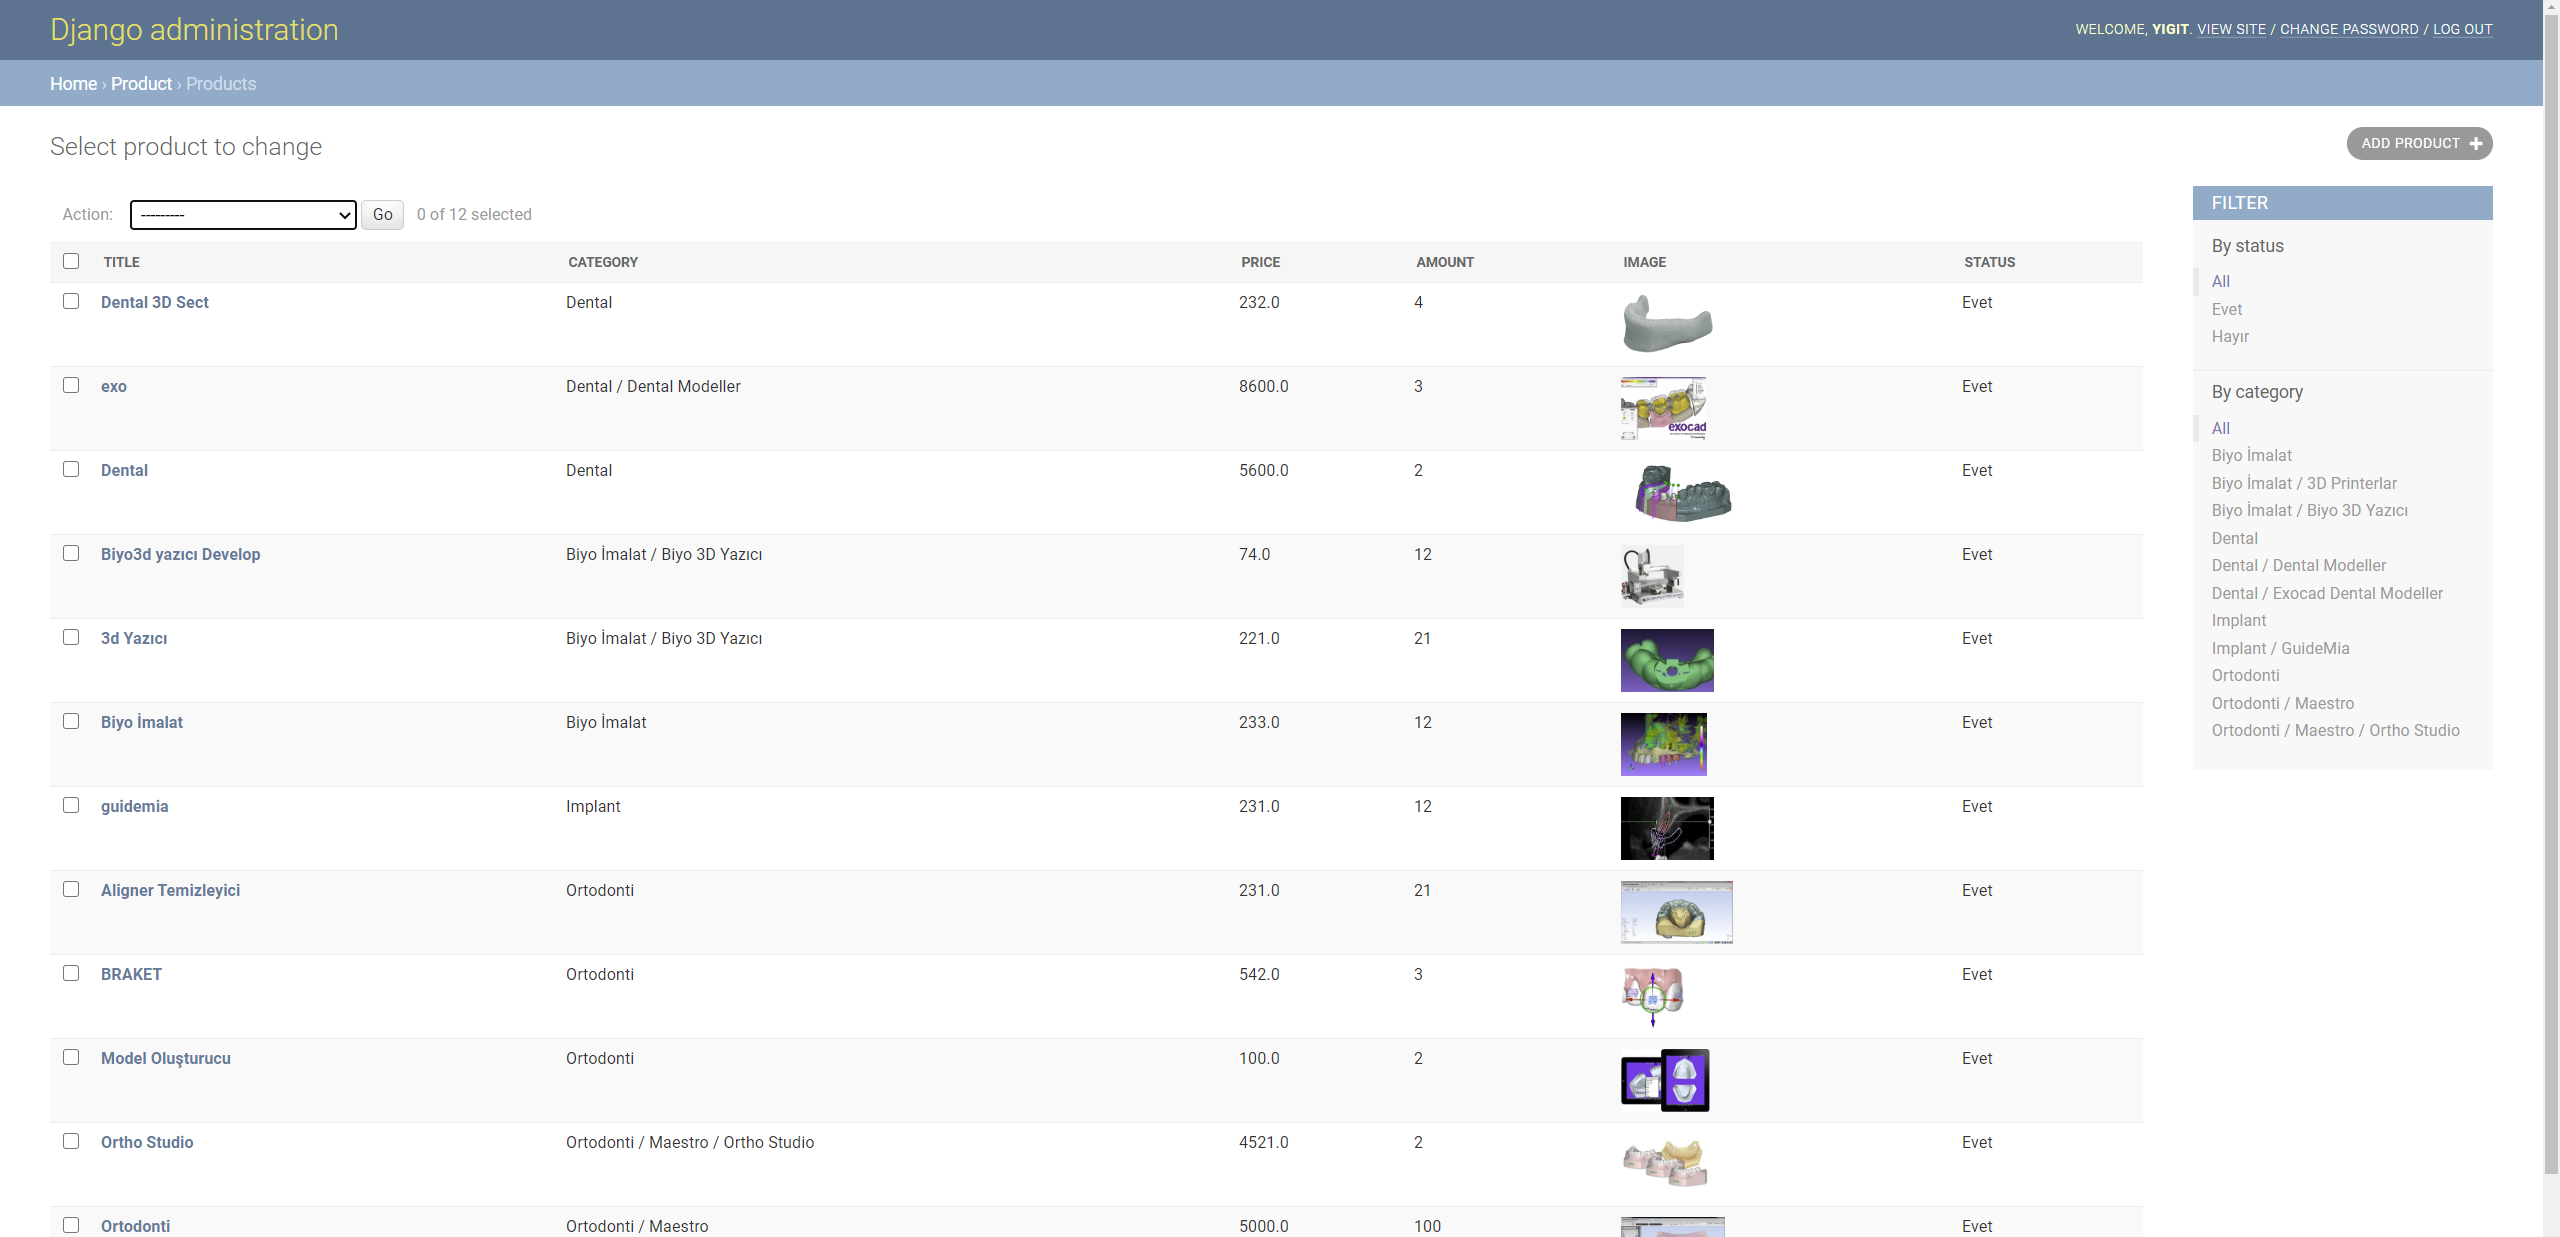 Django administration
WELCOME, YIGIT. VIEW SITE / CHANGE PASSWORD / LOG OUT
Home › Product › Products
Select product to change
ADD PRODUCT
Action: --------- Go 0 of 12 selected
TITLE CATEGORY PRICE AMOUNT IMAGE STATUS
Dental 3D Sect Dental 232.0 4 Evet
exo Dental / Dental Modeller 8600.0 3 exocad Evet
Dental Dental 5600.0 2 Evet
Biyo3d yazıcı Develop Biyo İmalat / Biyo 3D Yazıcı 74.0 12 Evet
3d Yazıcı Biyo İmalat / Biyo 3D Yazıcı 221.0 21 Evet
Biyo İmalat Biyo İmalat 233.0 12 Evet
guidemia Implant 231.0 12 Evet
Aligner Temizleyici Ortodonti 231.0 21 Evet
BRAKET Ortodonti 542.0 3 Evet
Model Oluşturucu Ortodonti 100.0 2 Evet
Ortho Studio Ortodonti / Maestro / Ortho Studio 4521.0 2 Evet
Ortodonti Ortodonti / Maestro 5000.0 100 Evet
FILTER
By status
All
Evet
Hayır
By category
All
Biyo İmalat
Biyo İmalat / 3D Printerlar
Biyo İmalat / Biyo 3D Yazıcı
Dental
Dental / Dental Modeller
Dental / Exocad Dental Modeller
Implant
Implant / GuideMia
Ortodonti
Ortodonti / Maestro
Ortodonti / Maestro / Ortho Studio